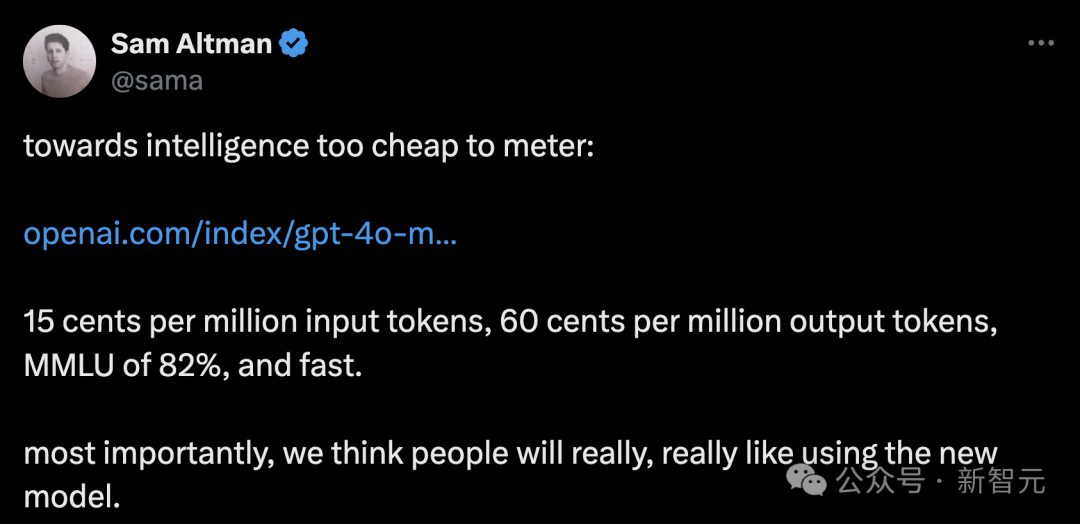 Sam Altman
@sama
towards intelligence too cheap to meter:
openai.com/index/gpt-4o-m...
15 cents per million input tokens, 60 cents per million output tokens,
MMLU of 82%, and fast.
most importantly, we think people will really, really like using the new
model.
公众号 · 新智元